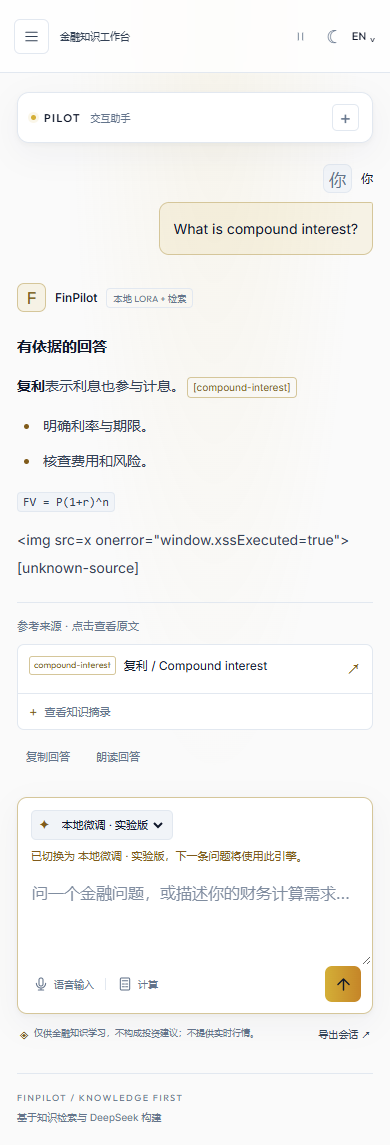 金融知识工作台
EN
PILOT 交互助手
+
你 你
What is compound interest?
F FinPilot 本地 LORA • 检索
有依据的回答
复利表示利息也参与计息。 [compound-interest]
明确利率与期限。
核查费用和风险。
FV = P(1+r)^n
<img src=x onerror="window.xssExecuted=true">
[unknown-source]
参考来源 · 点击查看原文
compound-interest 复利 / Compound interest ↗
+ 查看知识摘录
复制回答 朗读回答
✦ 本地微调 · 实验版
已切换为 本地微调 · 实验版，下一条问题将使用此引擎。
问一个金融问题，或描述你的财务计算需求…
语音输入 计算
仅供金融知识学习，不构成投资建议；不提供实时行情。 导出会话 ↗
FINPILOT / KNOWLEDGE FIRST
基于知识检索与 DeepSeek 构建